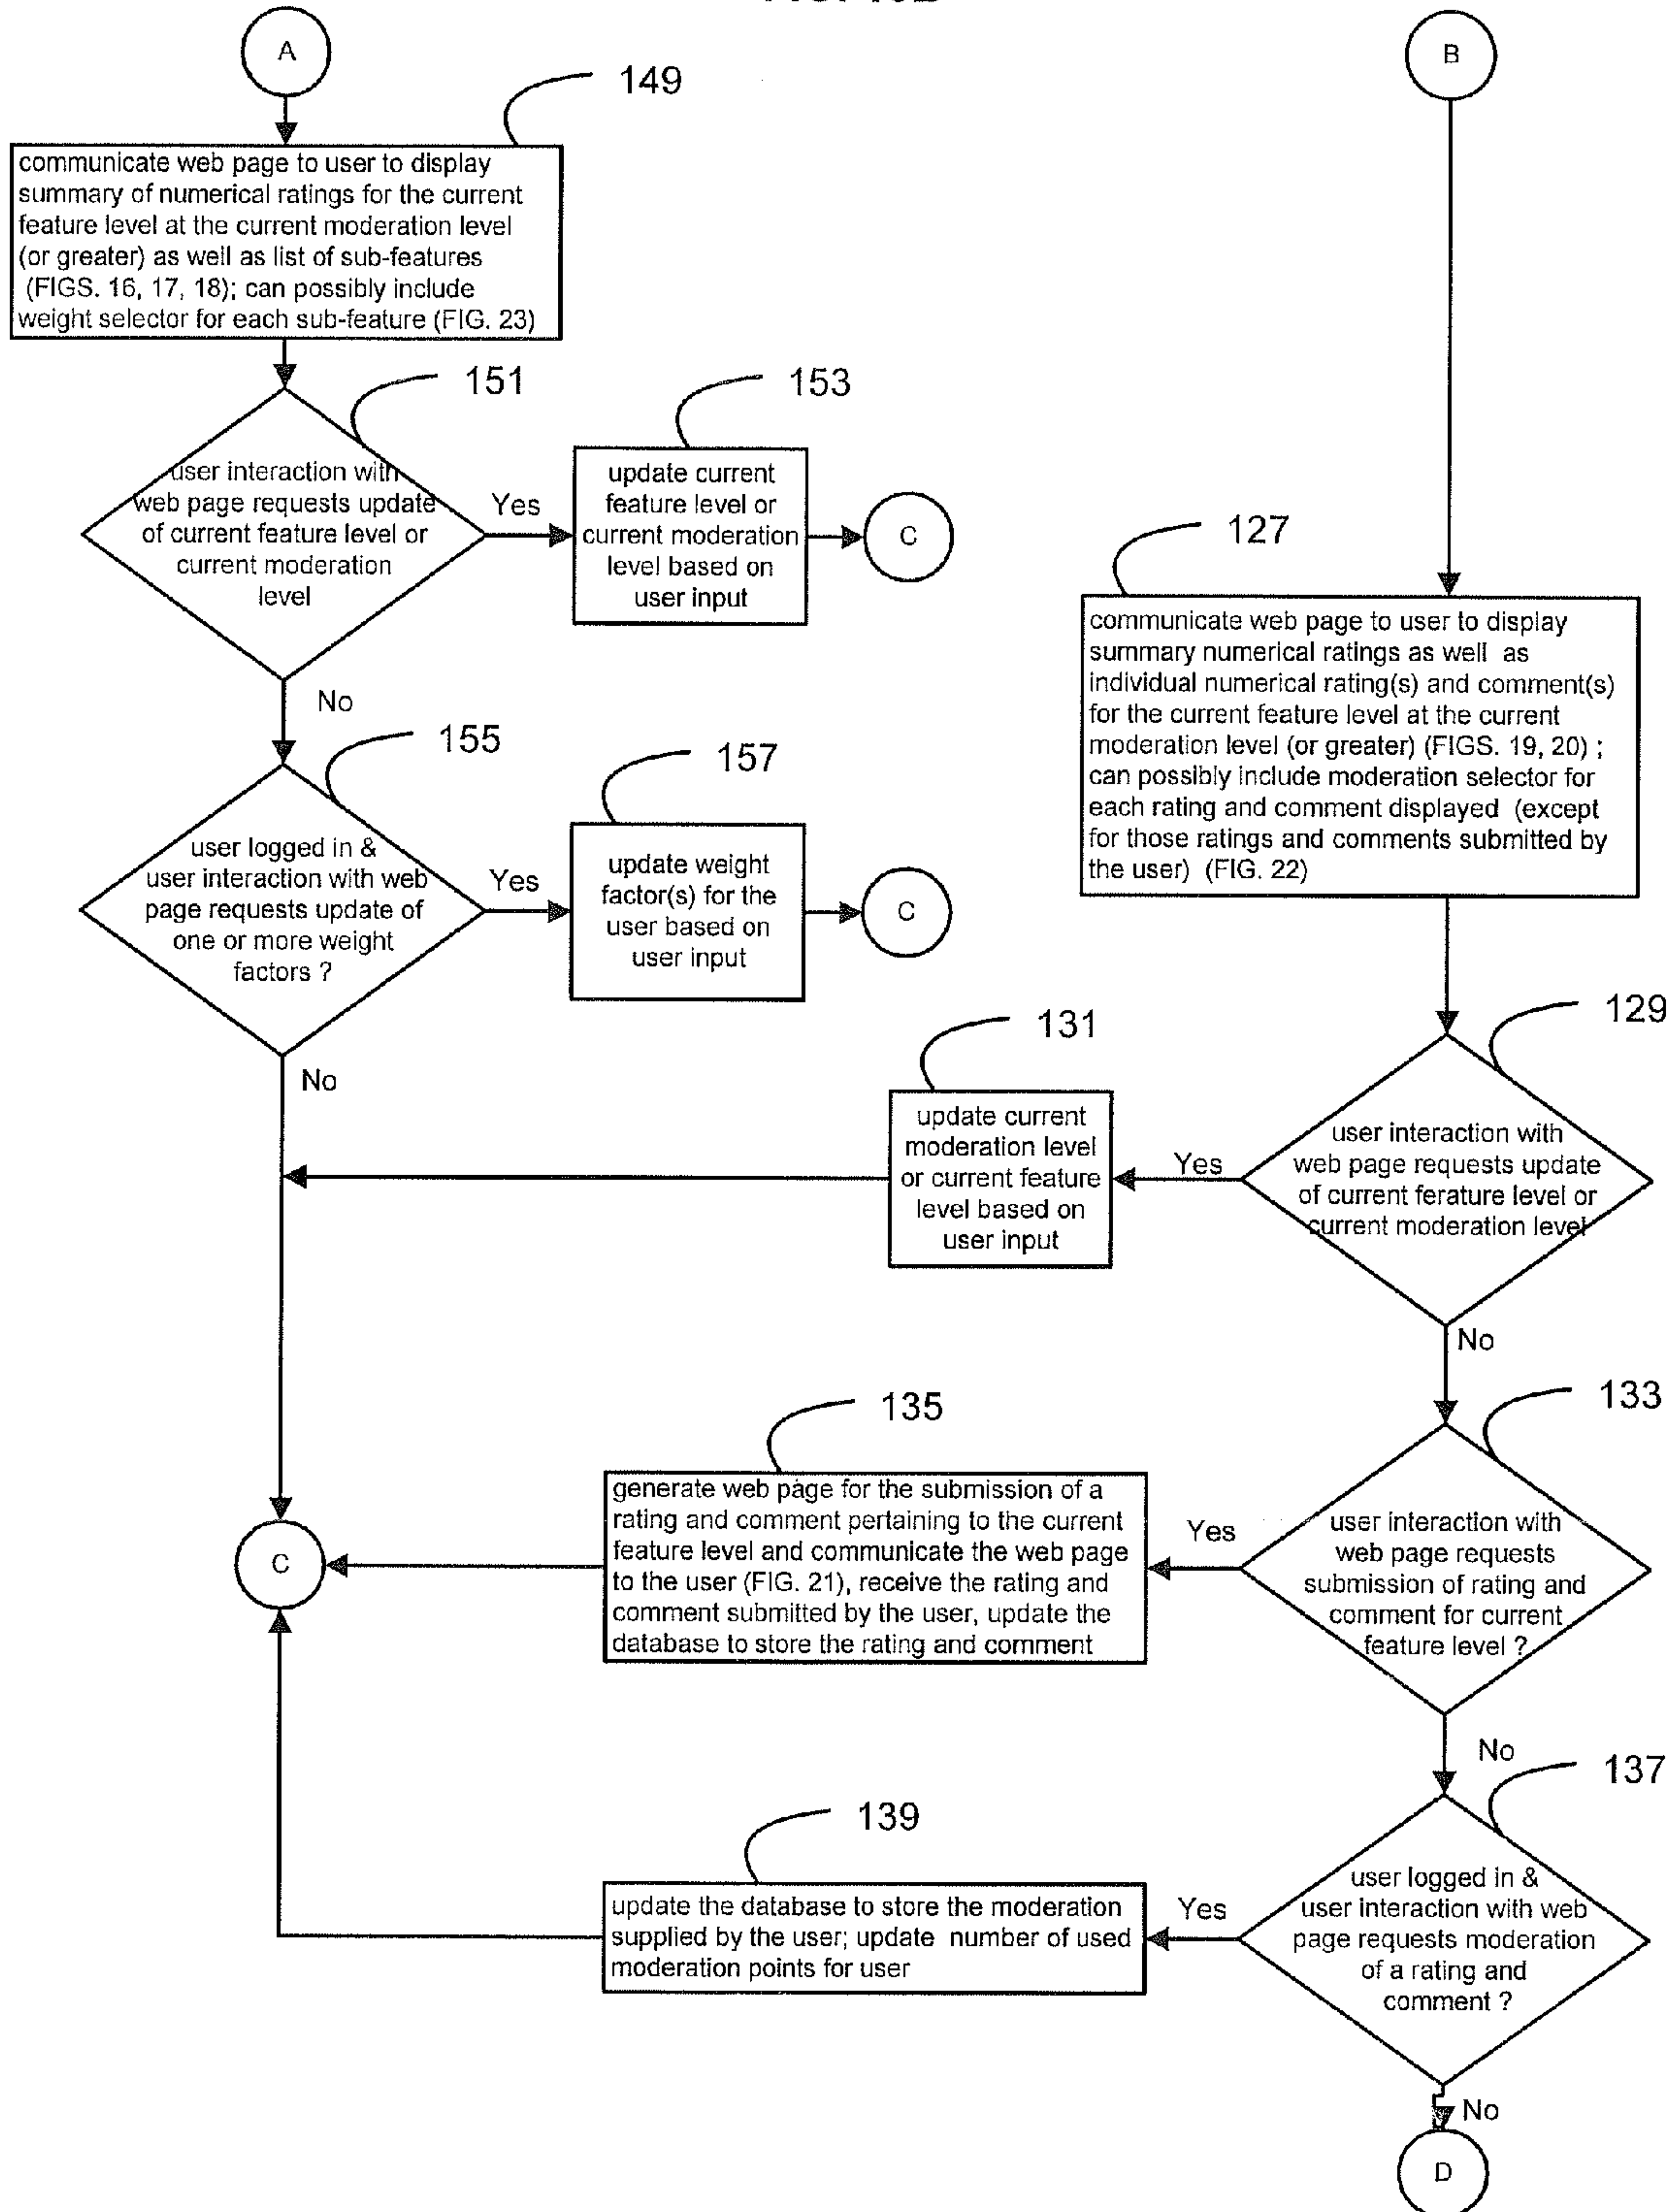 A
B
149
communicate web page to user to display
summary of numerical ratings for the current
feature level at the current moderation level
(or greater) as well as list of sub-features
(FIGS. 16, 17, 18); can possibly include
weight selector for each sub-feature (FIG. 23)
151
user interaction with
web page requests update
of current feature level or
current moderation
level
Yes
153
update current
feature level or
current moderation
level based on
user input
C
No
127
communicate web page to user to display
summary numerical ratings as well as
individual numerical rating(s) and comment(s)
for the current feature level at the current
moderation level (or greater) (FIGS. 19, 20) ;
can possibly include moderation selector for
each rating and comment displayed (except
for those ratings and comments submitted by
the user) (FIG. 22)
155
user logged in &
user interaction with web
page requests update of
one or more weight
factors ?
Yes
157
update weight
factor(s) for the
user based on
user input
C
No
129
user interaction with
web page requests update
of current ferature level or
current moderation level
Yes
131
update current
moderation level
or current feature
level based on
user input
No
133
user interaction with
web page requests
submission of rating and
comment for current
feature level ?
Yes
135
generate web page for the submission of a
rating and comment pertaining to the current
feature level and communicate the web page
to the user (FIG. 21), receive the rating and
comment submitted by the user, update the
database to store the rating and comment
C
No
137
user logged in &
user interaction with web
page requests moderation
of a rating and
comment ?
Yes
139
update the database to store the moderation
supplied by the user; update number of used
moderation points for user
No
D